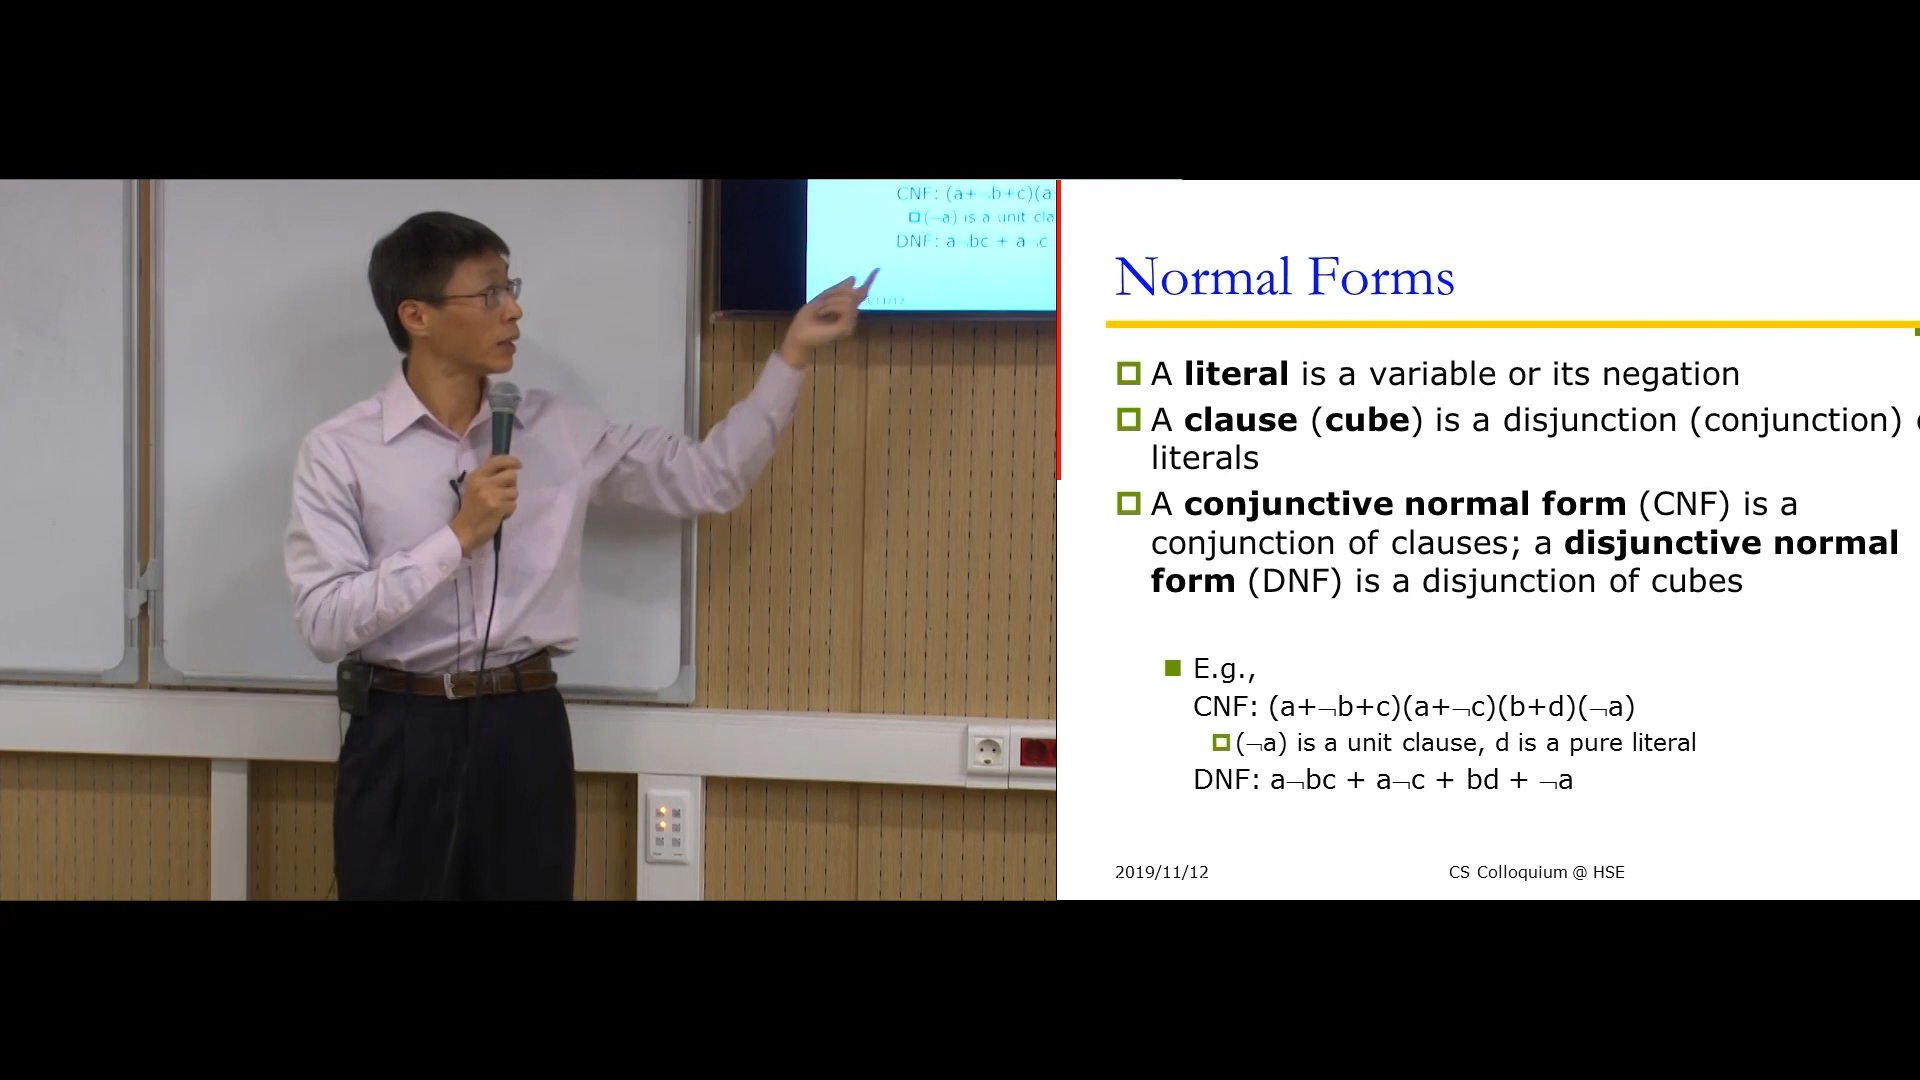 CNF: (a+¬b+c)(a
(¬a) is a unit cla
DNF: a¬bc + a¬c
Normal Forms
A literal is a variable or its negation
A clause (cube) is a disjunction (conjunction)
literals
A conjunctive normal form (CNF) is a
conjunction of clauses; a disjunctive normal
form (DNF) is a disjunction of cubes
E.g.,
CNF: (a+¬b+c)(a+¬c)(b+d)(¬a)
(¬a) is a unit clause, d is a pure literal
DNF: a¬bc + a¬c + bd + ¬a
2019/11/12
CS Colloquium @ HSE